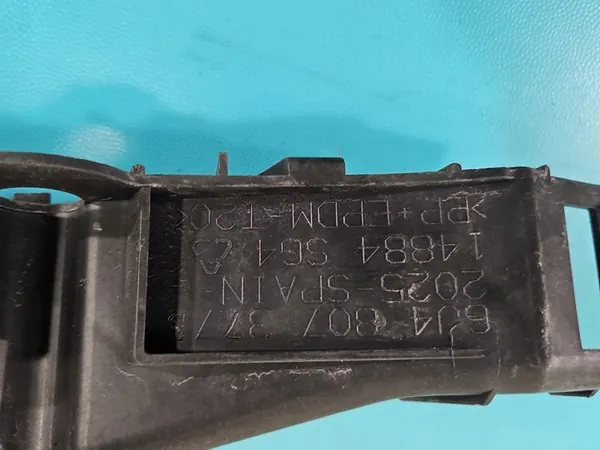 6J4 807 377
2025-SPAIN-
14884 SG4
>PP+EPDM-T20<